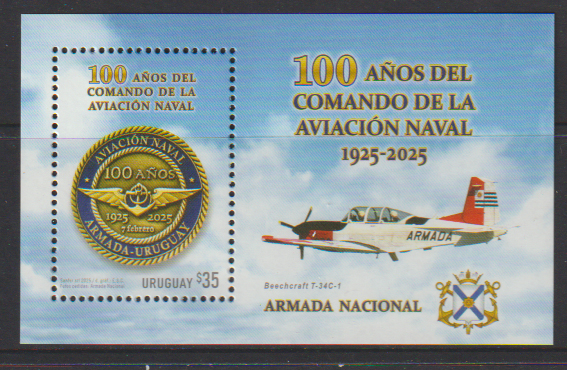 100 AÑOS DEL
COMANDO DE LA
AVIACIÓN NAVAL
AVIACIÓN NAVAL
100 AÑOS
1925 2025
7 febrero
ARMADA-URUGUAY
URUGUAY $35
100 AÑOS DEL
COMANDO DE LA
AVIACIÓN NAVAL
1925-2025
ARMADA
Beechcraft T-34C-1
ARMADA NACIONAL